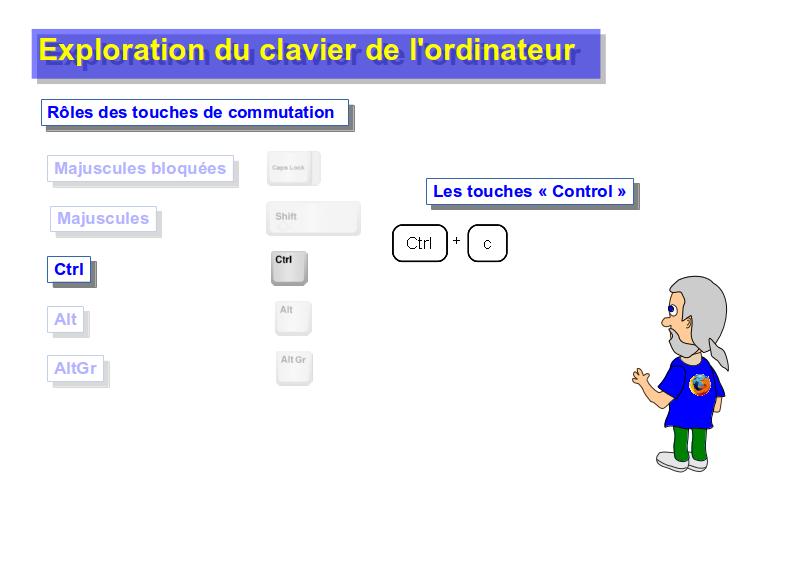 Exploration du clavier de l'ordinateur
Rôles des touches de commutation
Majuscules bloquées
Caps Lock
Les touches « Control »
Majuscules
Shift
Ctrl + c
Ctrl
Ctrl
Alt
Alt
AltGr
Alt Gr